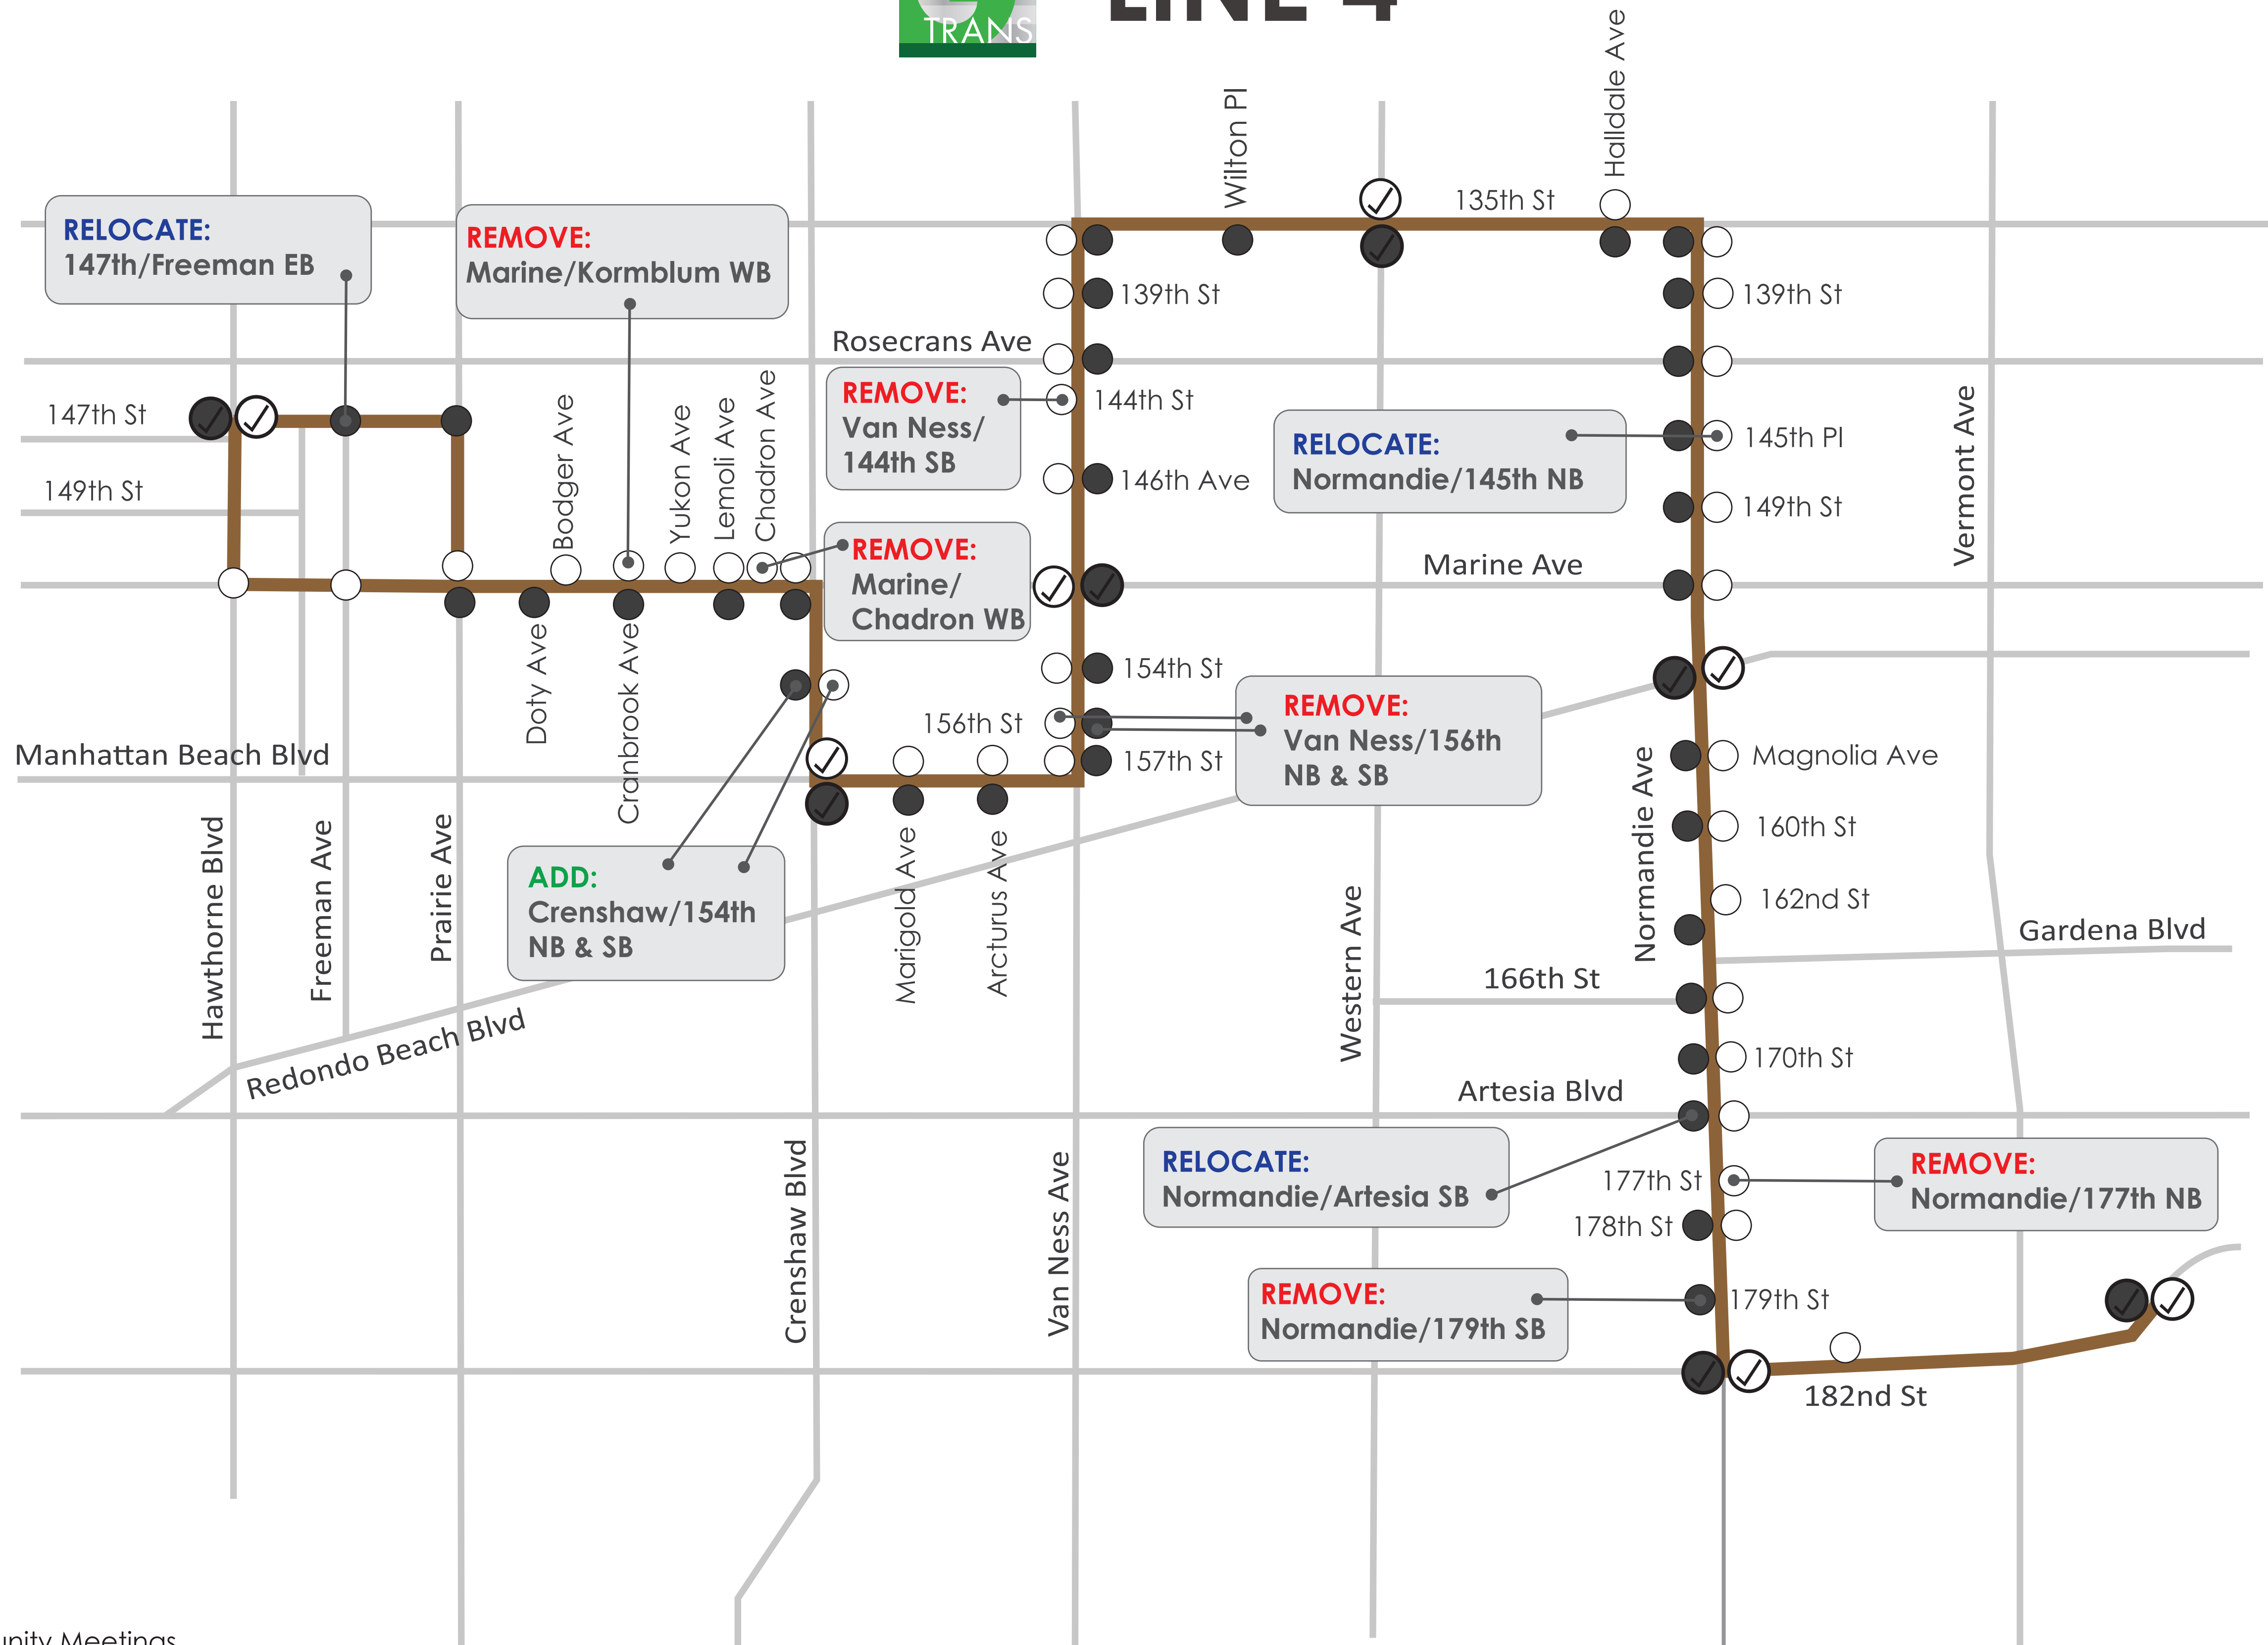 TRANS
LINE 4
Halldale Ave
Wilton Pl
135th St
RELOCATE:
147th/Freeman EB
REMOVE:
Marine/Kormblum WB
139th St
139th St
Rosecrans Ave
REMOVE:
Van Ness/
144th SB
144th St
147th St
149th St
Bodger Ave
Yukon Ave
Lemoli Ave
Chadron Ave
146th Ave
RELOCATE:
Normandie/145th NB
145th Pl
149th St
Vermont Ave
REMOVE:
Marine/
Chadron WB
Marine Ave
Doty Ave
Cranbrook Ave
154th St
156th St
157th St
REMOVE:
Van Ness/156th
NB & SB
Manhattan Beach Blvd
Magnolia Ave
160th St
162nd St
Normandie Ave
Gardena Blvd
Hawthorne Blvd
Freeman Ave
Prairie Ave
ADD:
Crenshaw/154th
NB & SB
Marigold Ave
Arcturus Ave
Western Ave
166th St
170th St
Redondo Beach Blvd
Artesia Blvd
Crenshaw Blvd
Van Ness Ave
RELOCATE:
Normandie/Artesia SB
177th St
REMOVE:
Normandie/177th NB
178th St
REMOVE:
Normandie/179th SB
179th St
182nd St
Meetings